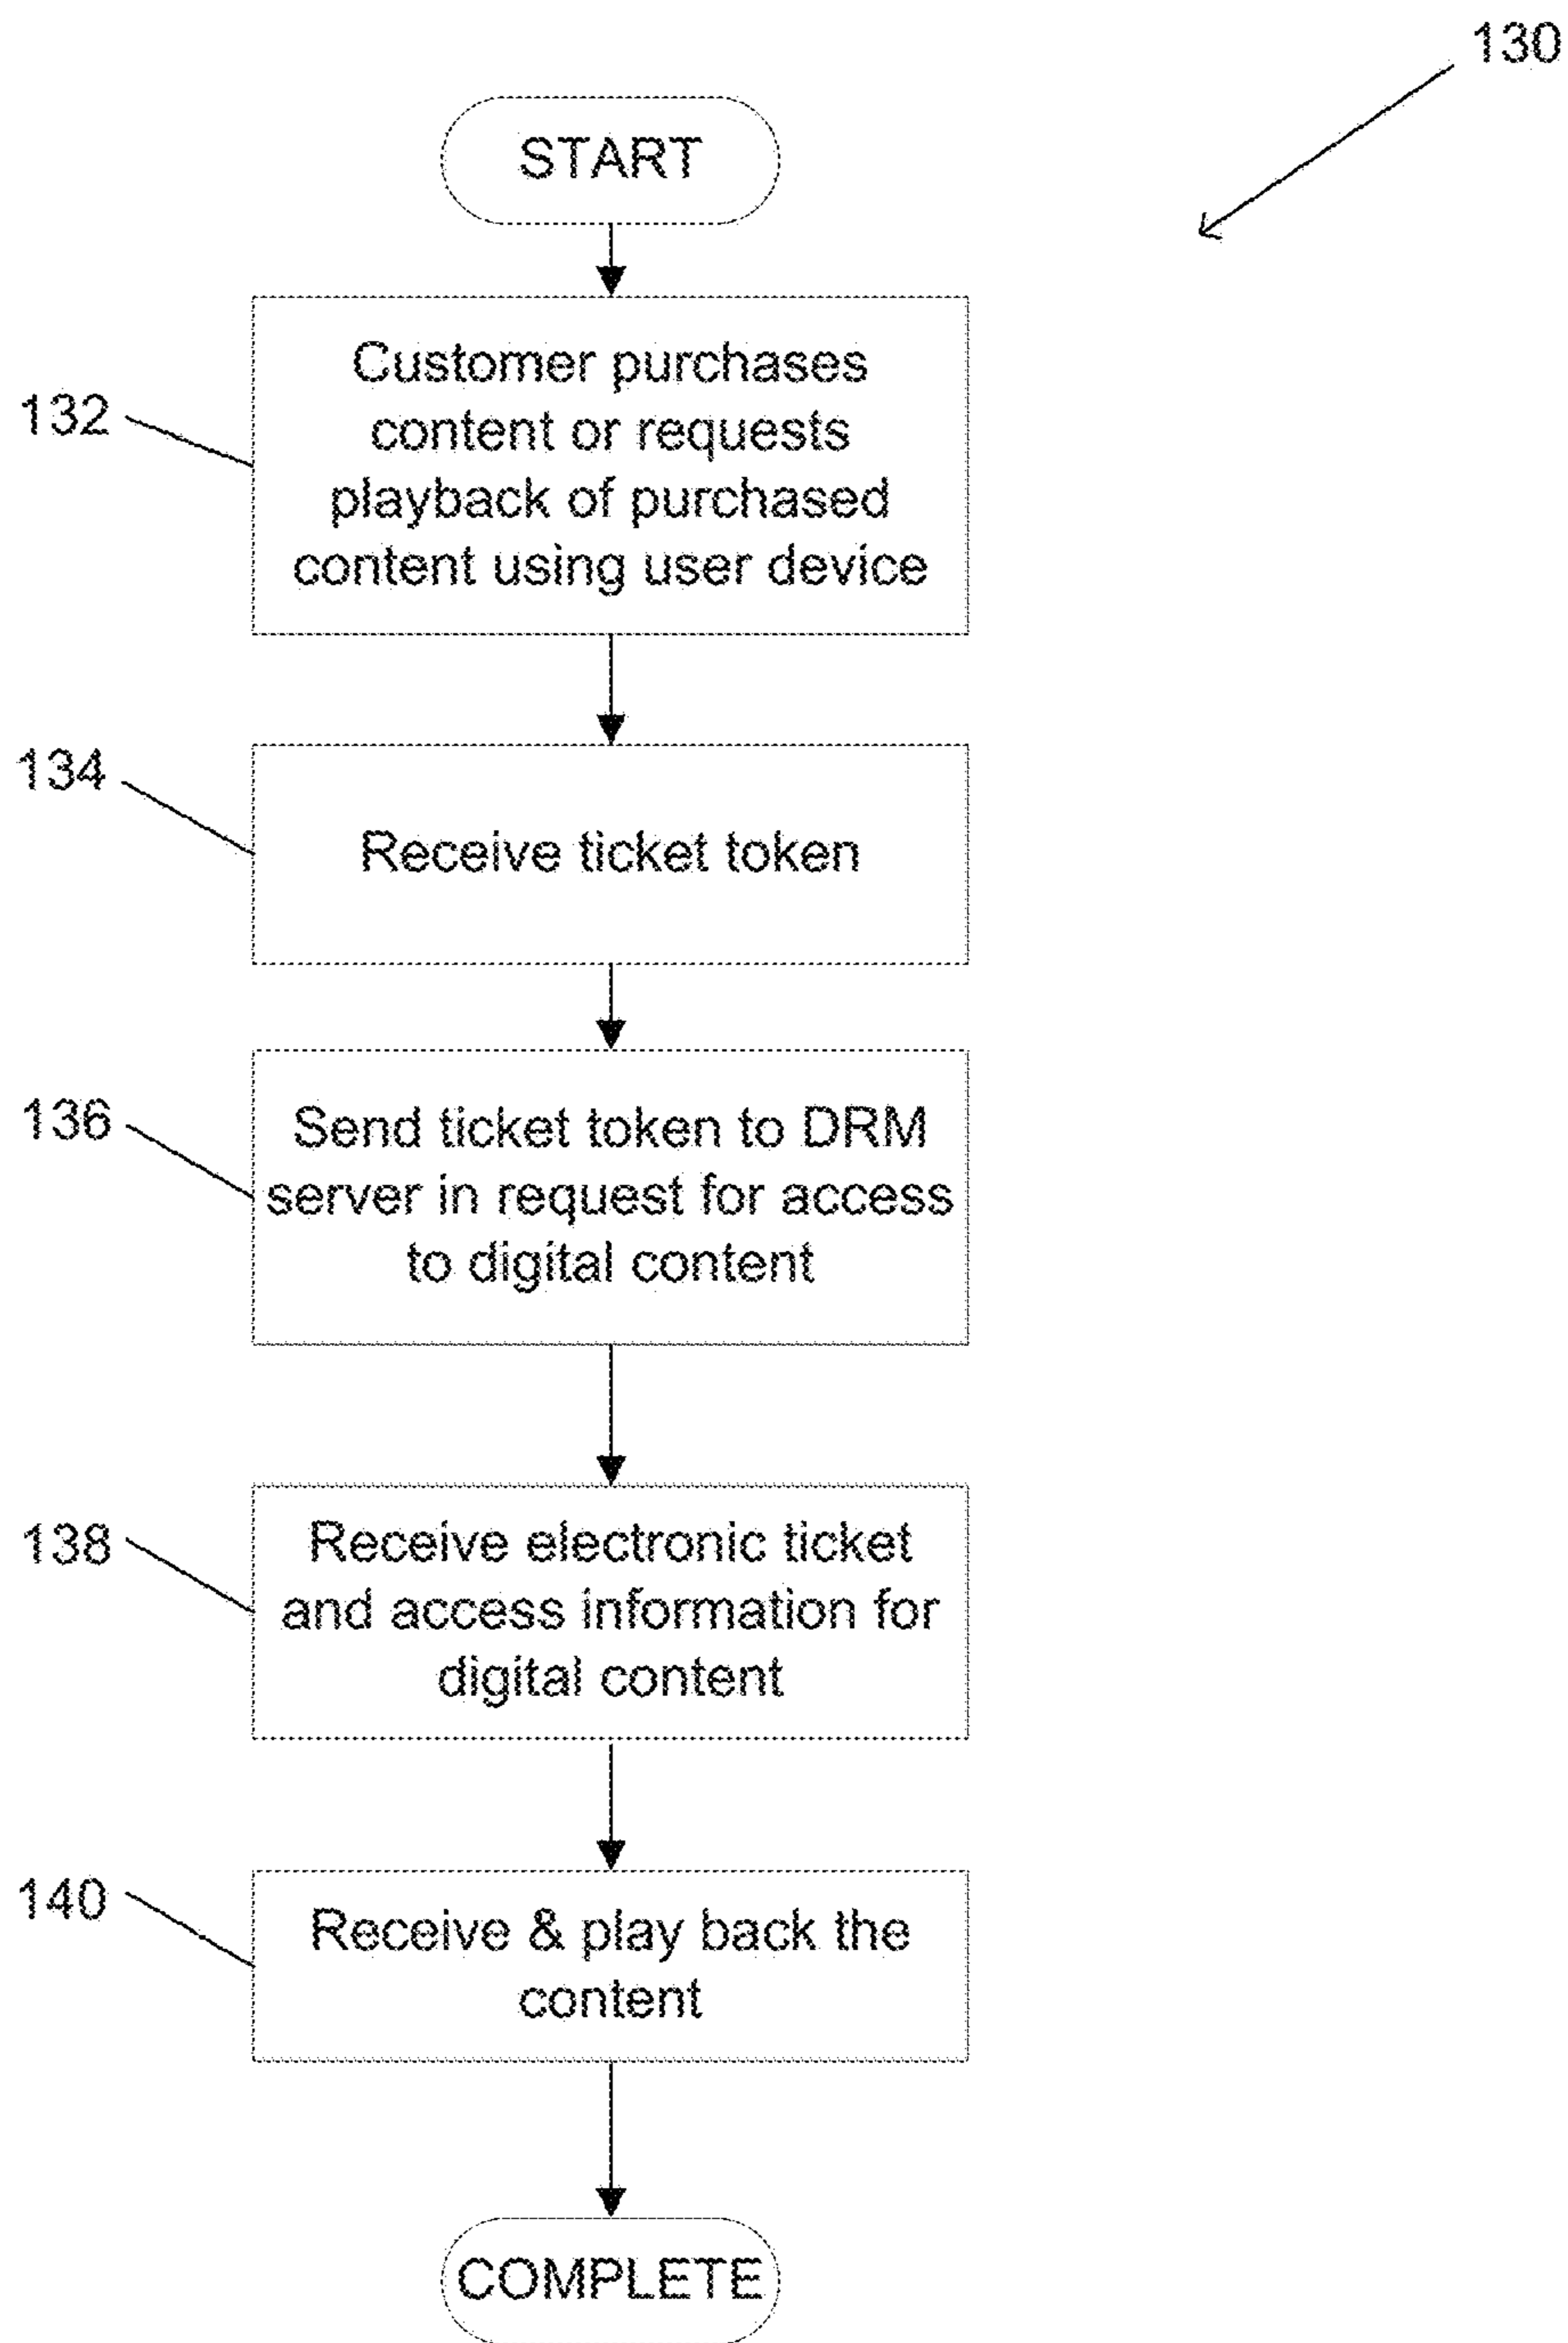 130
START
132
Customer purchases
content or requests
playback of purchased
content using user device
134
Receive ticket token
136
Send ticket token to DRM
server in request for access
to digital content
138
Receive electronic ticket
and access information for
digital content
140
Receive & play back the
content
COMPLETE